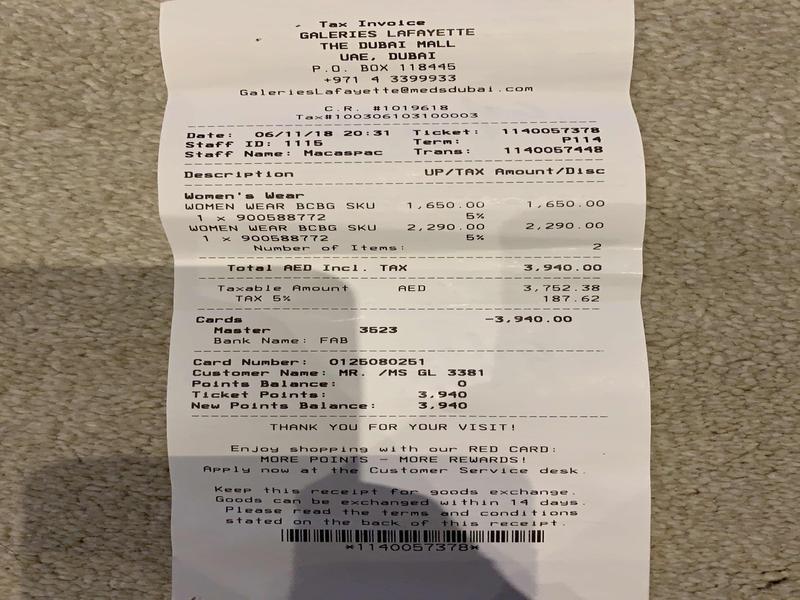 Tax Invoice
GALERIES LAFAYETTE
THE DUBAI MALL
UAE, DUBAI
P.O. BOX 118445
+971 4 3399933
GaleriesLafayette@medsdubai.com
C.R. #1019618
Tax#100306103100003
Date: 06/11/18 20:31 Ticket: 1140057378
Staff ID: 1115 Term: P114
Staff Name: Macaspac Trans: 1140057448
Description UP/TAX Amount/Disc
Women's Wear
WOMEN WEAR BCBG SKU 1,650.00 1,650.00
1 x 900588772 5%
WOMEN WEAR BCBG SKU 2,290.00 2,290.00
1 x 900588772 5%
Number of Items: 2
Total AED Incl. TAX 3,940.00
Taxable Amount AED 3,752.38
TAX 5% 187.62
Cards -3,940.00
Master 3523
Bank Name: FAB
Card Number: 0125080251
Customer Name: MR. /MS GL 3381
Points Balance: 0
Ticket Points: 3,940
New Points Balance: 3,940
THANK YOU FOR YOUR VISIT!
Enjoy shopping with our RED CARD:
MORE POINTS - MORE REWARDS!
Apply now at the Customer Service desk.
Keep this receipt for goods exchange.
Goods can be exchanged within 14 days.
Please read the terms and conditions
stated on the back of this receipt.
*1140057378*